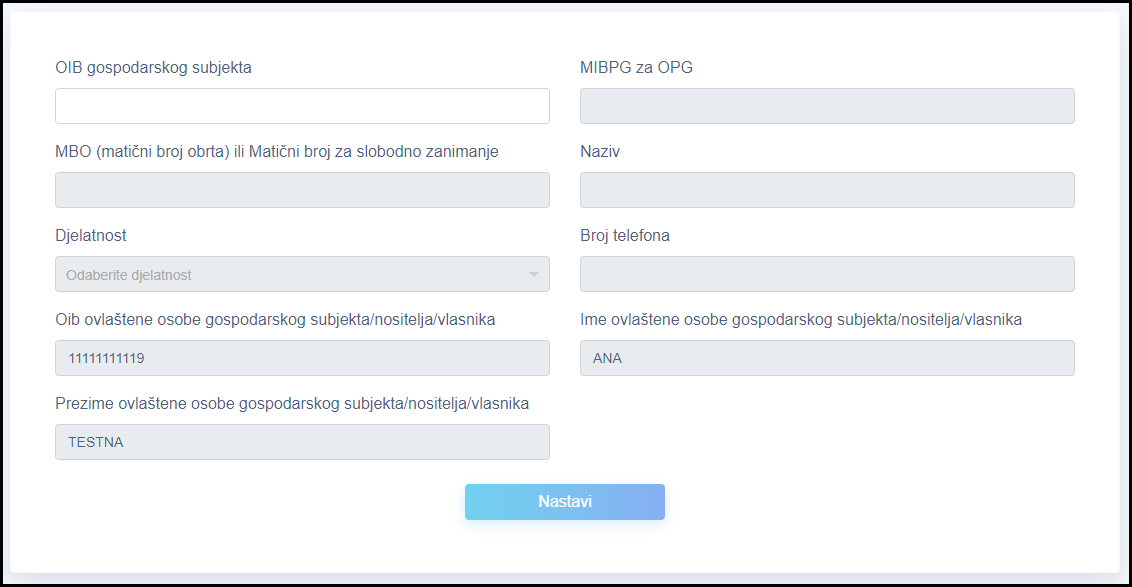 OIB gospodarskog subjekta
MIBPG za OPG
MBO (matični broj obrta) ili Matični broj za slobodno zanimanje
Naziv
Djelatnost
Broj telefona
Odaberite djelatnost
Oib ovlaštene osobe gospodarskog subjekta/nositelja/vlasnika
Ime ovlaštene osobe gospodarskog subjekta/nositelja/vlasnika
11111111119
ANA
Prezime ovlaštene osobe gospodarskog subjekta/nositelja/vlasnika
TESTNA
Nastavi